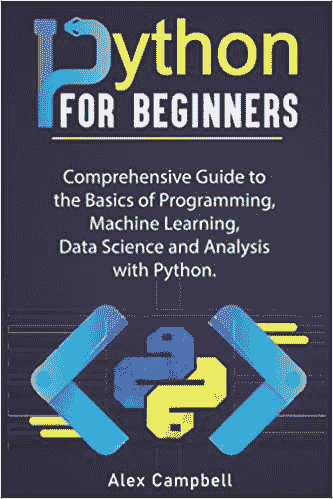 Python
FOR BEGINNERS
Comprehensive Guide to
the Basics of Programming,
Machine Learning,
Data Science and Analysis
with Python.
Alex Campbell